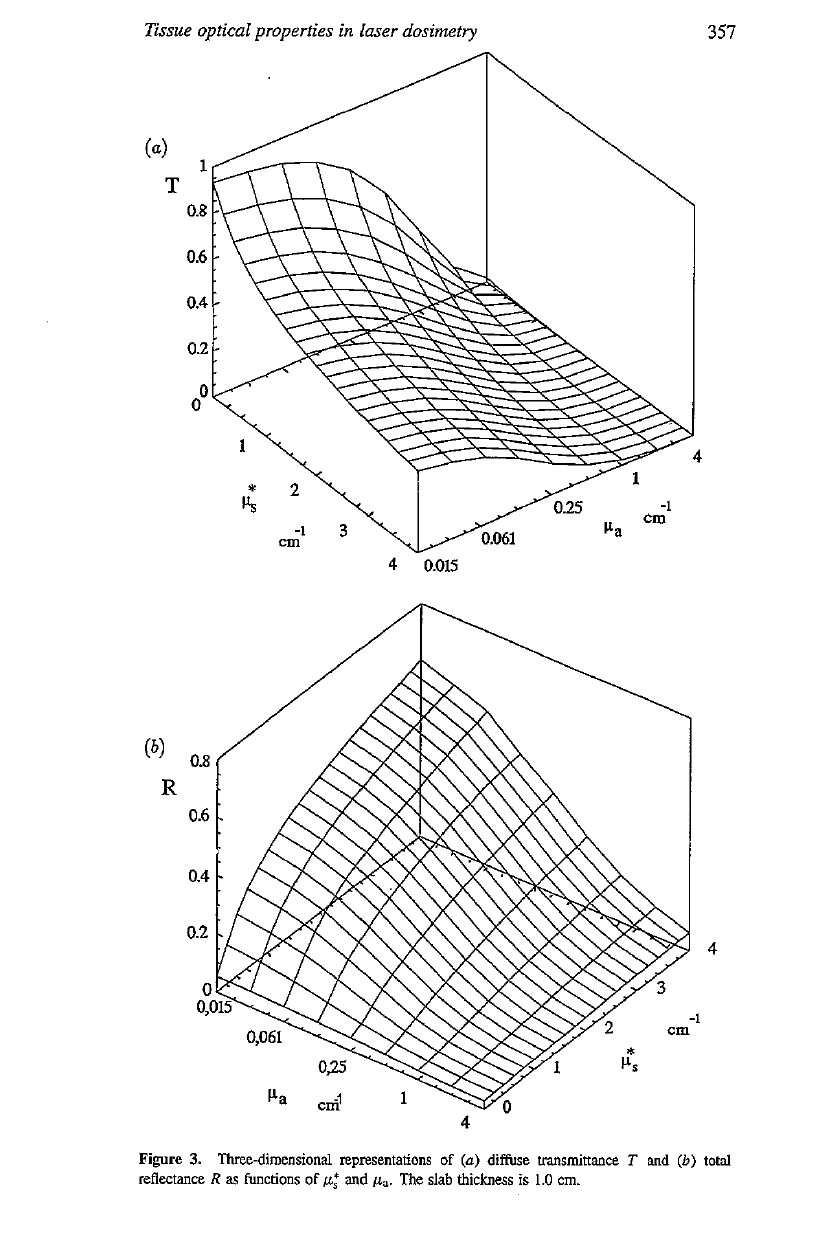 Tissue optical properties in laser dosimetry 357
(a)
1
T
0.8
0.6
0.4
0.2
0
0
1
μ*s 2
cm-1 3
4
0.015
0.061
0.25
μa cm-1
1
4
(b)
0.8
R
0.6
0.4
0.2
0
0,015
0,061
0,25
μa cm-1
1
4
0
1
μ*s
2
cm-1
3
4
Figure 3. Three-dimensional representations of (a) diffuse transmittance T and (b) total
reflectance R as functions of μ*s and μa. The slab thickness is 1.0 cm.